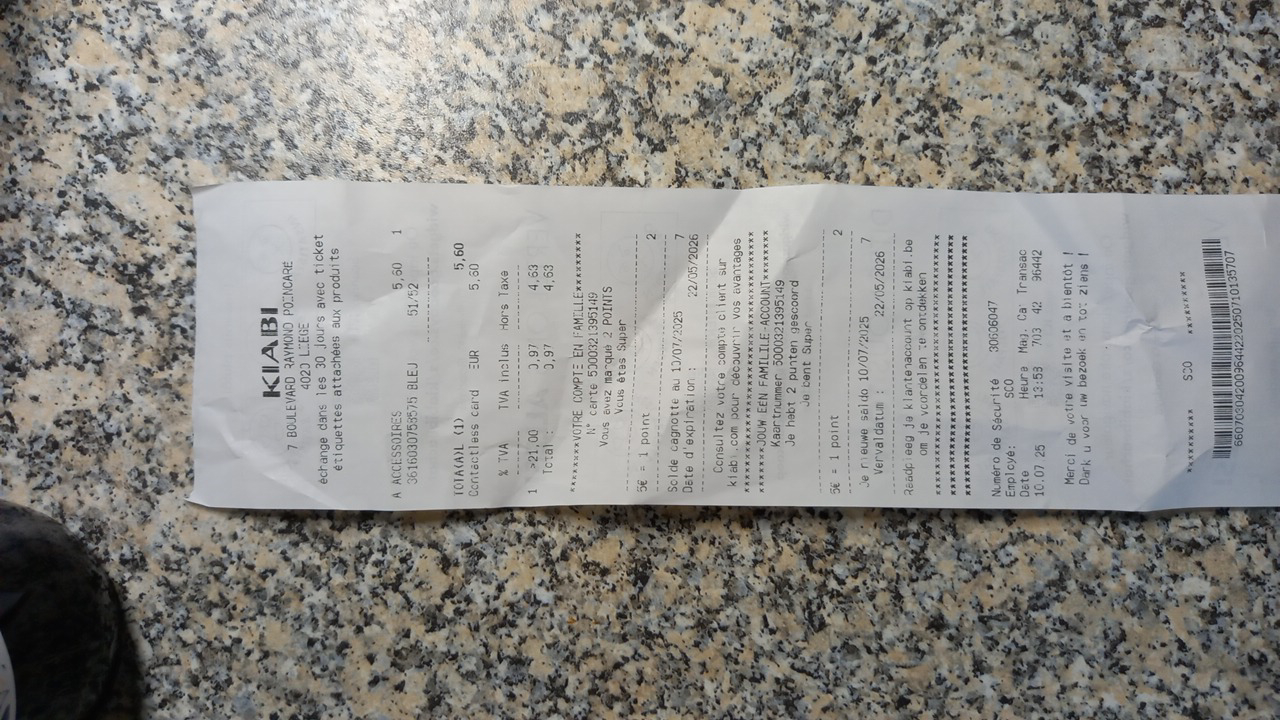 KIABI
7 BOULEVARD RAYMOND POINCARE
4020 LIEGE
échange dans les 30 jours avec ticket
étiquettes attachées aux produits
A ACCESSOIRES 5,60 1
BLEU 51/52
TOTAL (1) 5,60
Contactless card EUR 5,60
% TVA TVA inclus Hors Taxe
1 >21,00 0,97 4,63
Total : 0,97 4,63
*******VOTRE COMPTE EN FAMILLE*******
N° carte 5000321395149
Vous avez marqué 2 POINTS
Vous êtes Super
5€ = 1 point 2
Solde cagnotte au 10/07/2025 7
Date d'expiration : 22/05/2026
Consultez votre compte client sur
kiabi.com pour découvrir vos avantages
*******JOUW EEN FAMILLE ACCOUNT*******
Kaartnummer 5000321395149
Je hebt 2 punten gescoord
Je bent Super
5€ = 1 point 2
Je nieuwe saldo 10/07/2025 7
Vervaldatum : 22/05/2026
Raadpleeg je klantenaccount op kiabi.be
om je voordelen te ontdekken
Numéro de Sécurité 30606047
Employé: SCO
Date Heure Mag. Ca Transac
10.07.25 13:53 703 42 96442
Merci de votre visite et à bientôt !
Dank u voor uw bezoek en tot ziens !
********* SCO *********